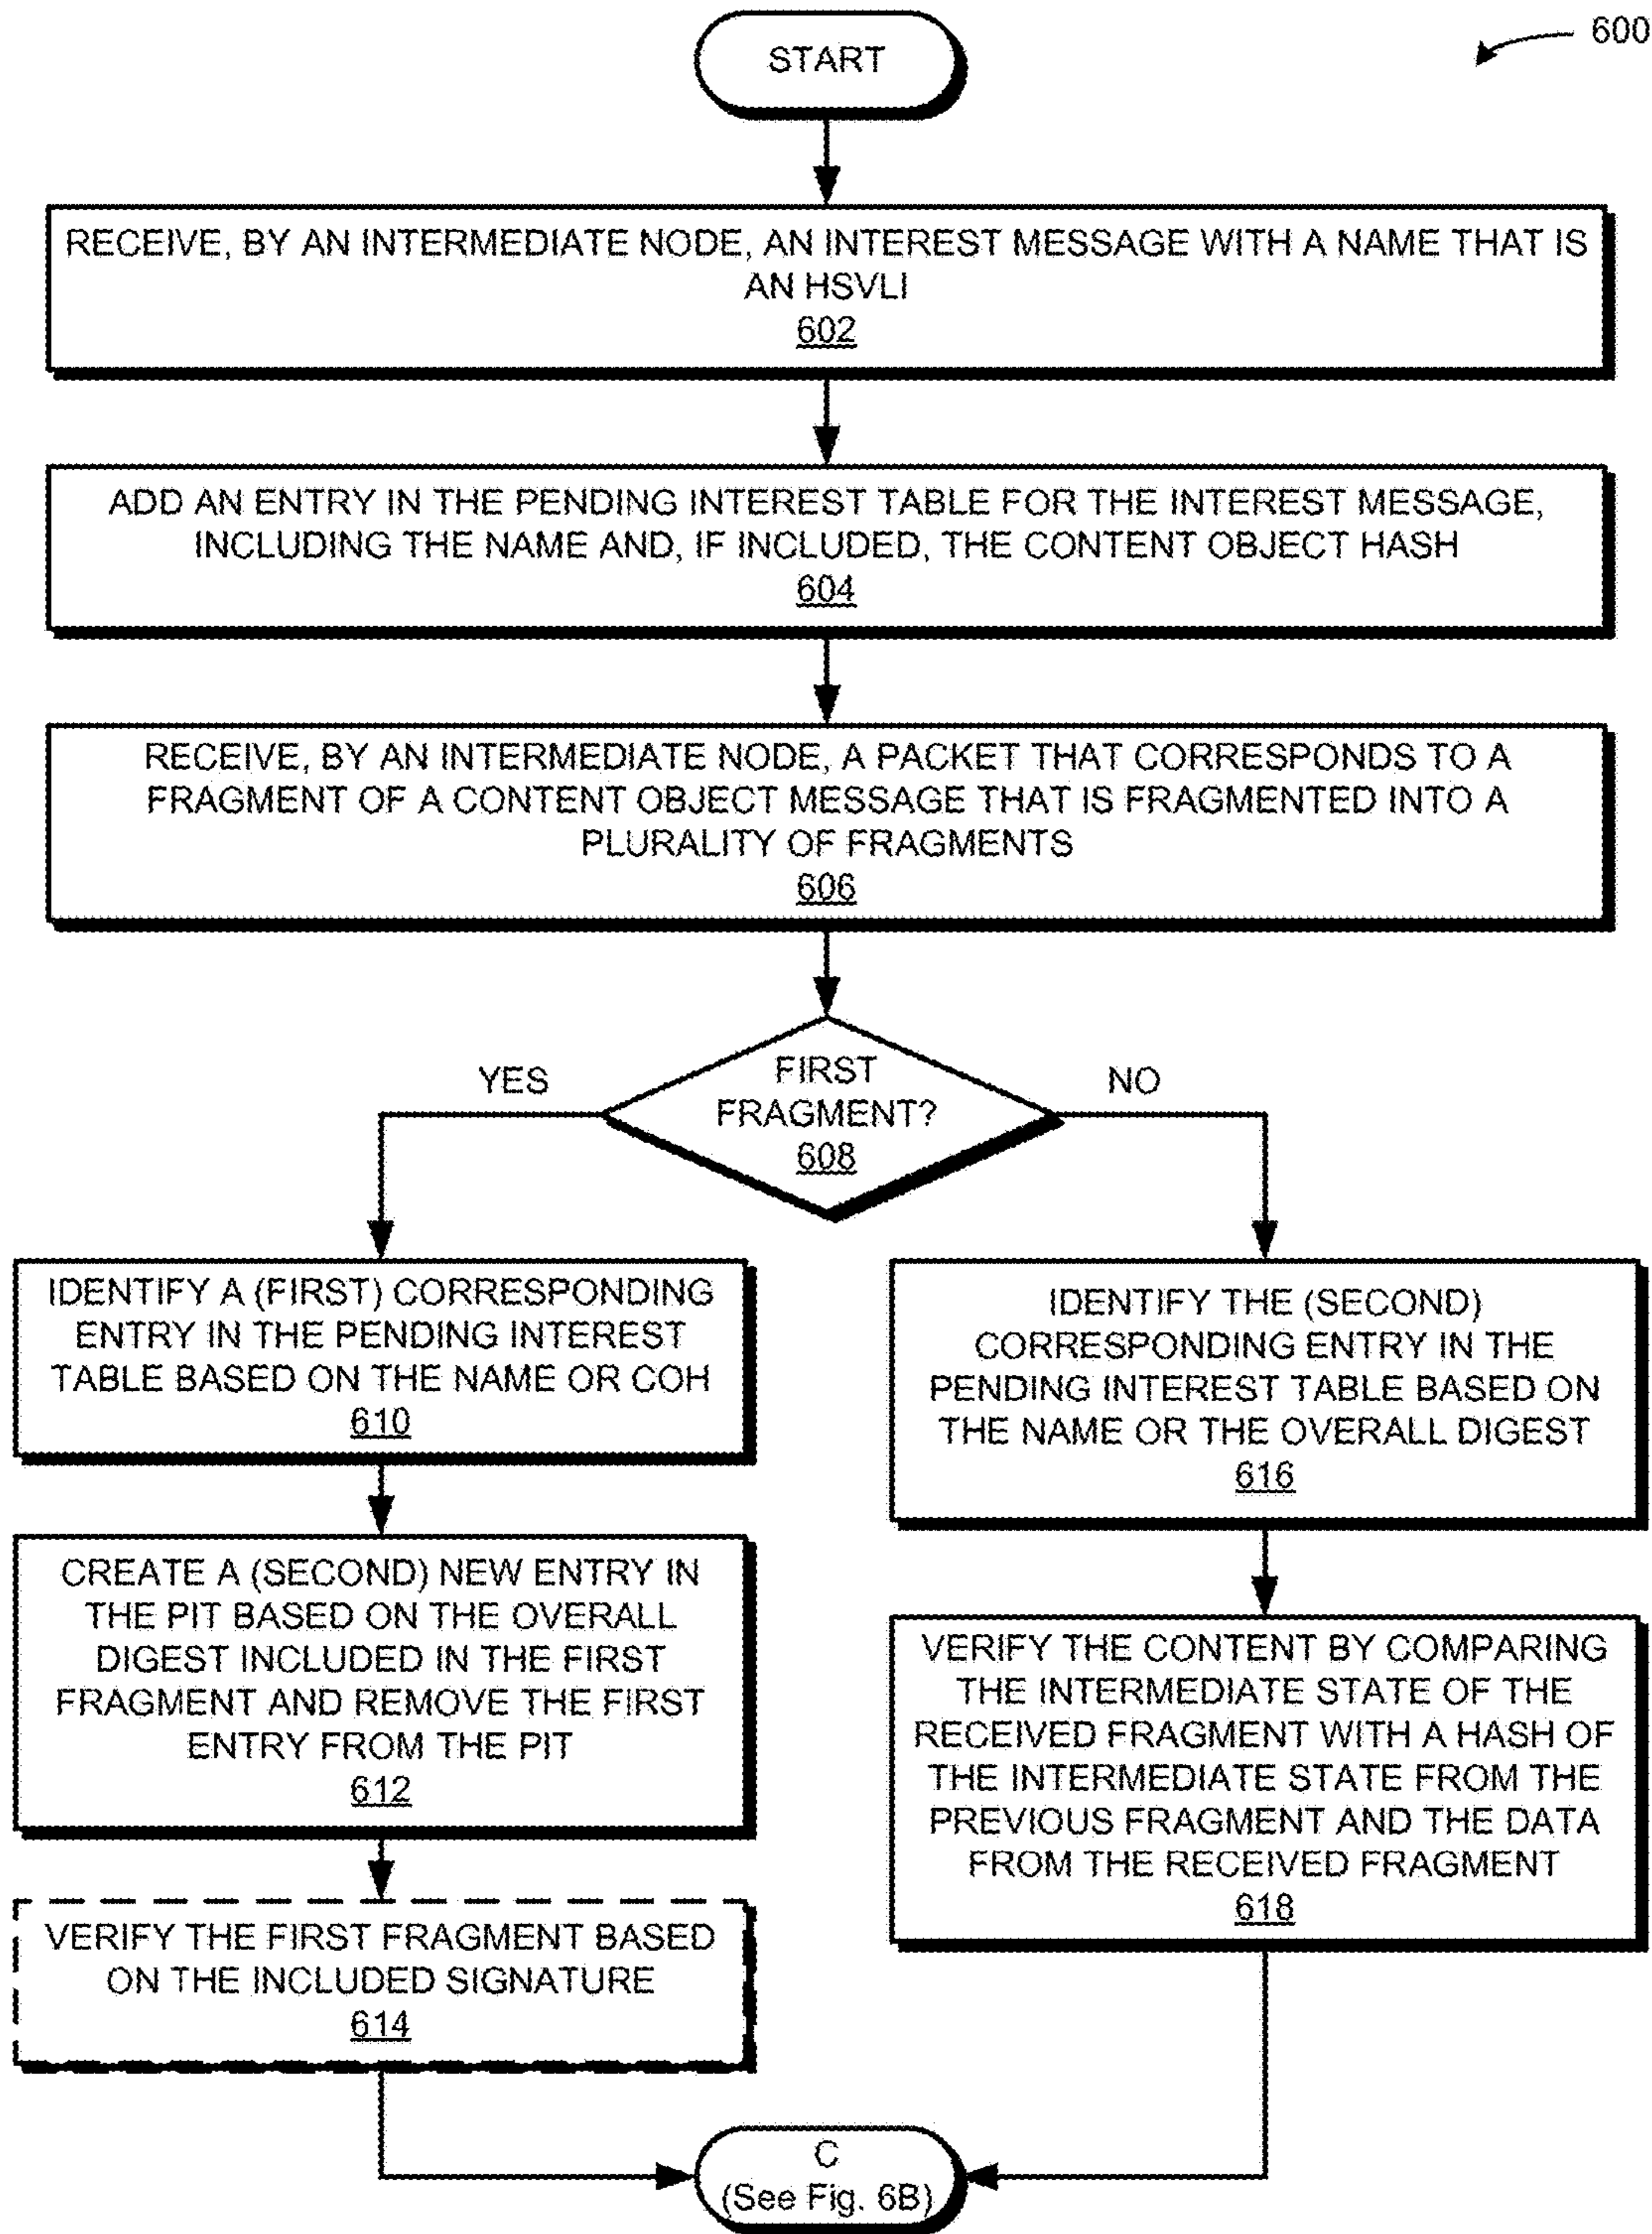 600
START
RECEIVE, BY AN INTERMEDIATE NODE, AN INTEREST MESSAGE WITH A NAME THAT IS
AN HSVLI
602
ADD AN ENTRY IN THE PENDING INTEREST TABLE FOR THE INTEREST MESSAGE,
INCLUDING THE NAME AND, IF INCLUDED, THE CONTENT OBJECT HASH
604
RECEIVE, BY AN INTERMEDIATE NODE, A PACKET THAT CORRESPONDS TO A
FRAGMENT OF A CONTENT OBJECT MESSAGE THAT IS FRAGMENTED INTO A
PLURALITY OF FRAGMENTS
606
FIRST
FRAGMENT?
608
YES
NO
IDENTIFY A (FIRST) CORRESPONDING
ENTRY IN THE PENDING INTEREST
TABLE BASED ON THE NAME OR COH
610
CREATE A (SECOND) NEW ENTRY IN
THE PIT BASED ON THE OVERALL
DIGEST INCLUDED IN THE FIRST
FRAGMENT AND REMOVE THE FIRST
ENTRY FROM THE PIT
612
VERIFY THE FIRST FRAGMENT BASED
ON THE INCLUDED SIGNATURE
614
IDENTIFY THE (SECOND)
CORRESPONDING ENTRY IN THE
PENDING INTEREST TABLE BASED ON
THE NAME OR THE OVERALL DIGEST
616
VERIFY THE CONTENT BY COMPARING
THE INTERMEDIATE STATE OF THE
RECEIVED FRAGMENT WITH A HASH OF
THE INTERMEDIATE STATE FROM THE
PREVIOUS FRAGMENT AND THE DATA
FROM THE RECEIVED FRAGMENT
618
C
(See Fig. 6B)